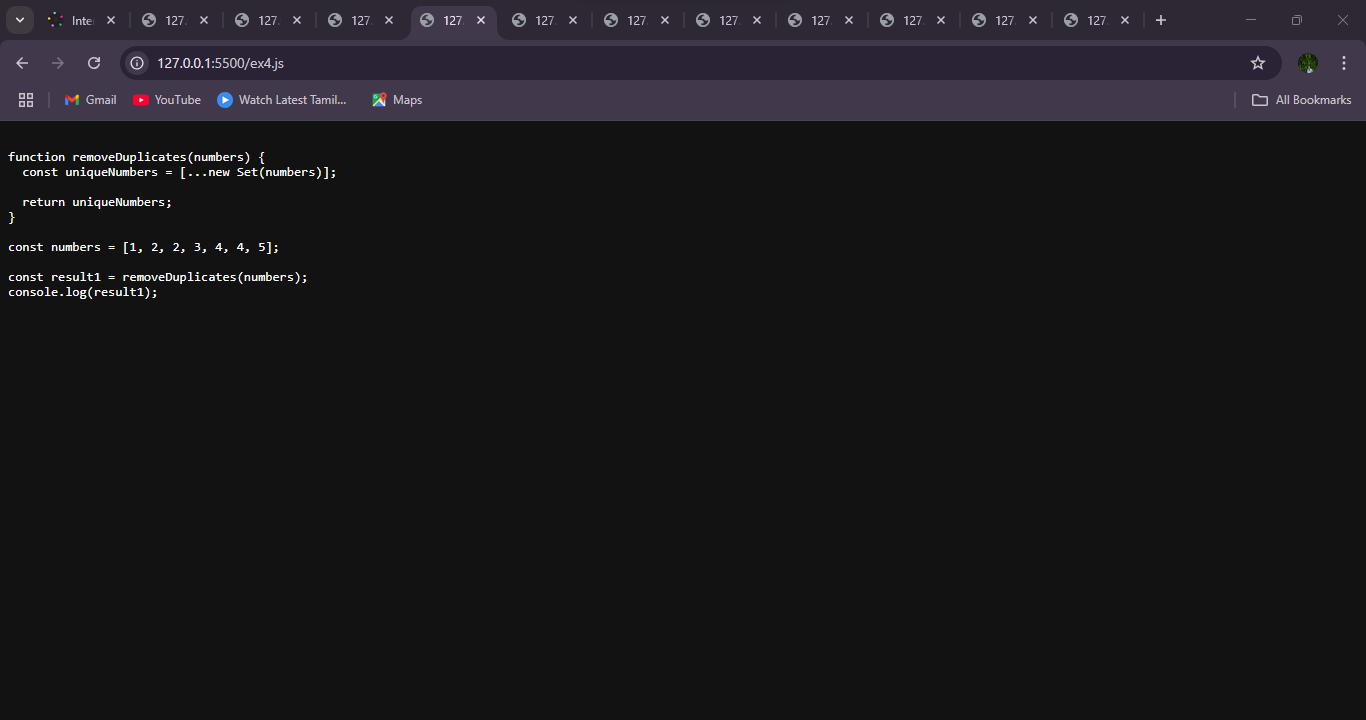 Inte
127.
127.
127.
127.
127.
127.
127.
127.
127.
127.
127.
127.0.0.1:5500/ex4.js
Gmail
YouTube
Watch Latest Tamil...
Maps
All Bookmarks
function removeDuplicates(numbers) {
  const uniqueNumbers = [...new Set(numbers)];
  return uniqueNumbers;
}
const numbers = [1, 2, 2, 3, 4, 4, 5];
const result1 = removeDuplicates(numbers);
console.log(result1);